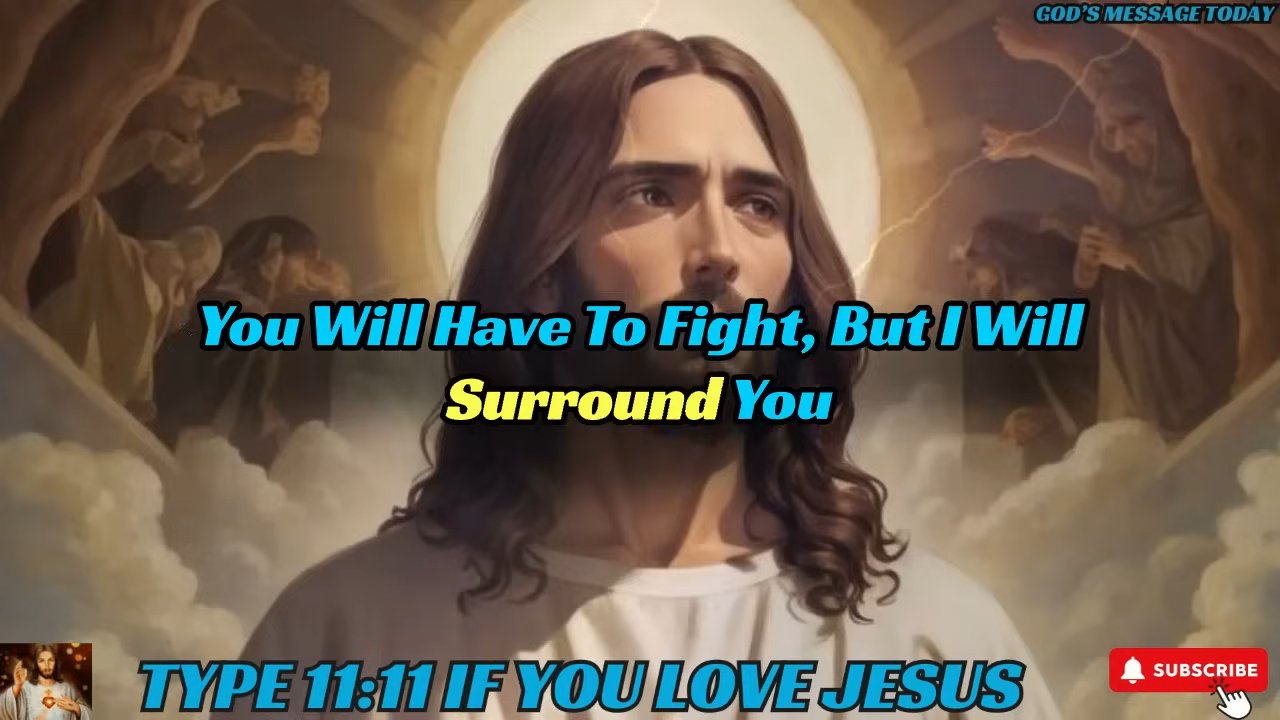 GOD'S MESSAGE TODAY
You Will Have To Fight, But I Will
Surround You
TYPE 11:11 IF YOU LOVE JESUS
SUBSCRIBE